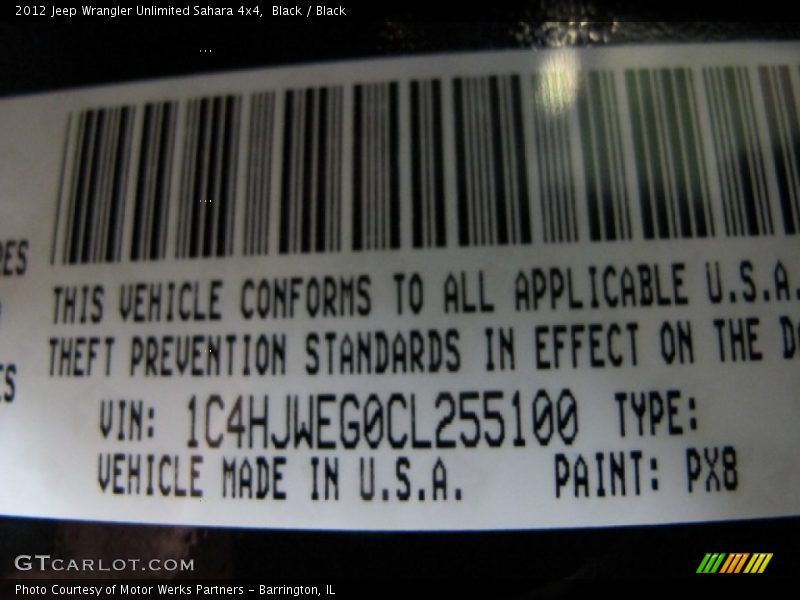 2012 Jeep Wrangler Unlimited Sahara 4x4,  Black / Black
THIS VEHICLE CONFORMS TO ALL APPLICABLE U.S.A.
THEFT PREVENTION STANDARDS IN EFFECT ON THE D
VIN: 1C4HJWEG0CL255100 TYPE:
VEHICLE MADE IN U.S.A. PAINT: PX8
GTCARLOT.COM
Photo Courtesy of Motor Werks Partners – Barrington, IL